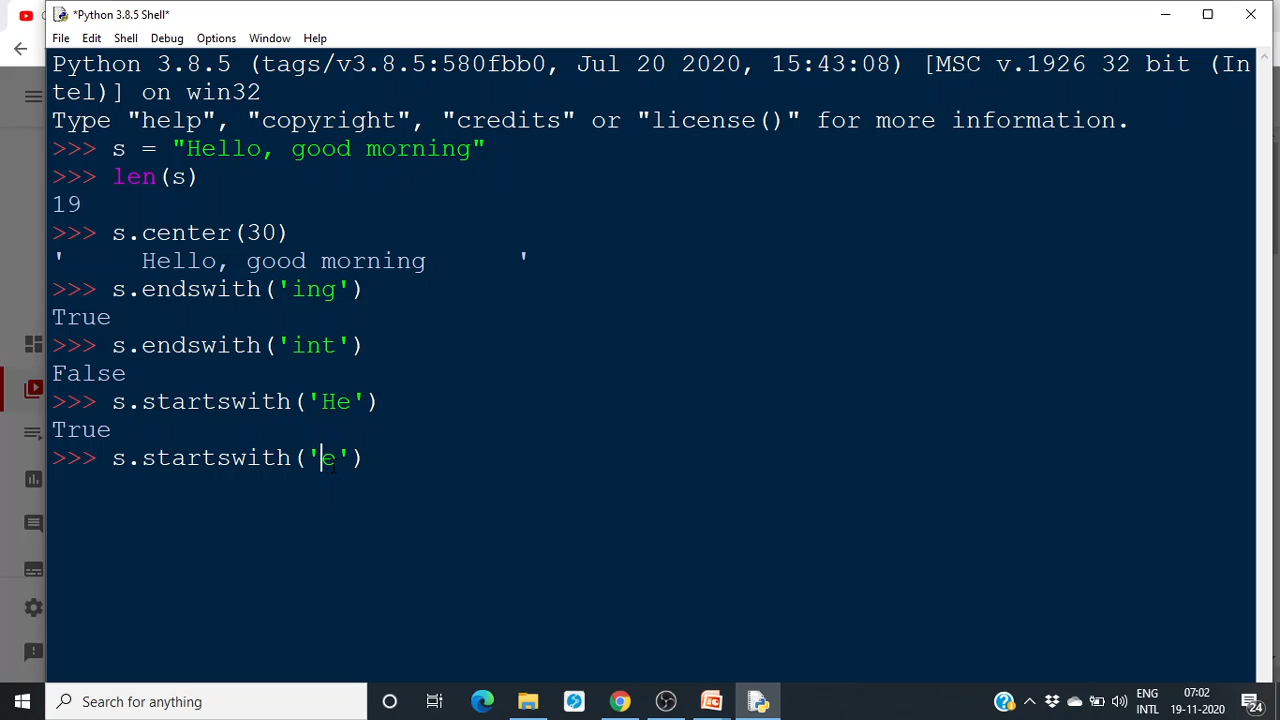 *Python 3.8.5 Shell*
File Edit Shell Debug Options Window Help
Python 3.8.5 (tags/v3.8.5:580fbb0, Jul 20 2020, 15:43:08) [MSC v.1926 32 bit (In
tel)] on win32
Type "help", "copyright", "credits" or "license()" for more information.
>>> s = "Hello, good morning"
>>> len(s)
19
>>> s.center(30)
'     Hello, good morning      '
>>> s.endswith('ing')
True
>>> s.endswith('int')
False
>>> s.startswith('He')
True
>>> s.startswith('e')
Search for anything
ENG
INTL
07:02
19-11-2020
24